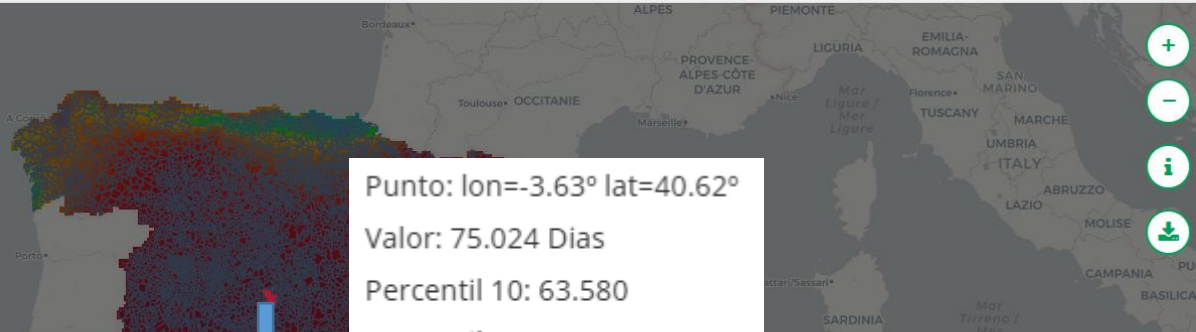 ALPES
PIEMONTE
Bordeaux
LIGURIA
EMILIA-
ROMAGNA
PROVENCE-
ALPES-CÔTE
D'AZUR
SAN
MARINO
Toulouse
OCCITANIE
Nice
Mar
Ligure /
Mer
Ligure
Florence
TUSCANY
MARCHE
Marseille
UMBRIA
ITALY
ABRUZZO
LAZIO
MOLISE
Porto
CAMPANIA
BASILICA
SARDINIA
Mar
Tirreno /
Punto: lon=-3.63º lat=40.62º
Valor: 75.024 Dias
Percentil 10: 63.580